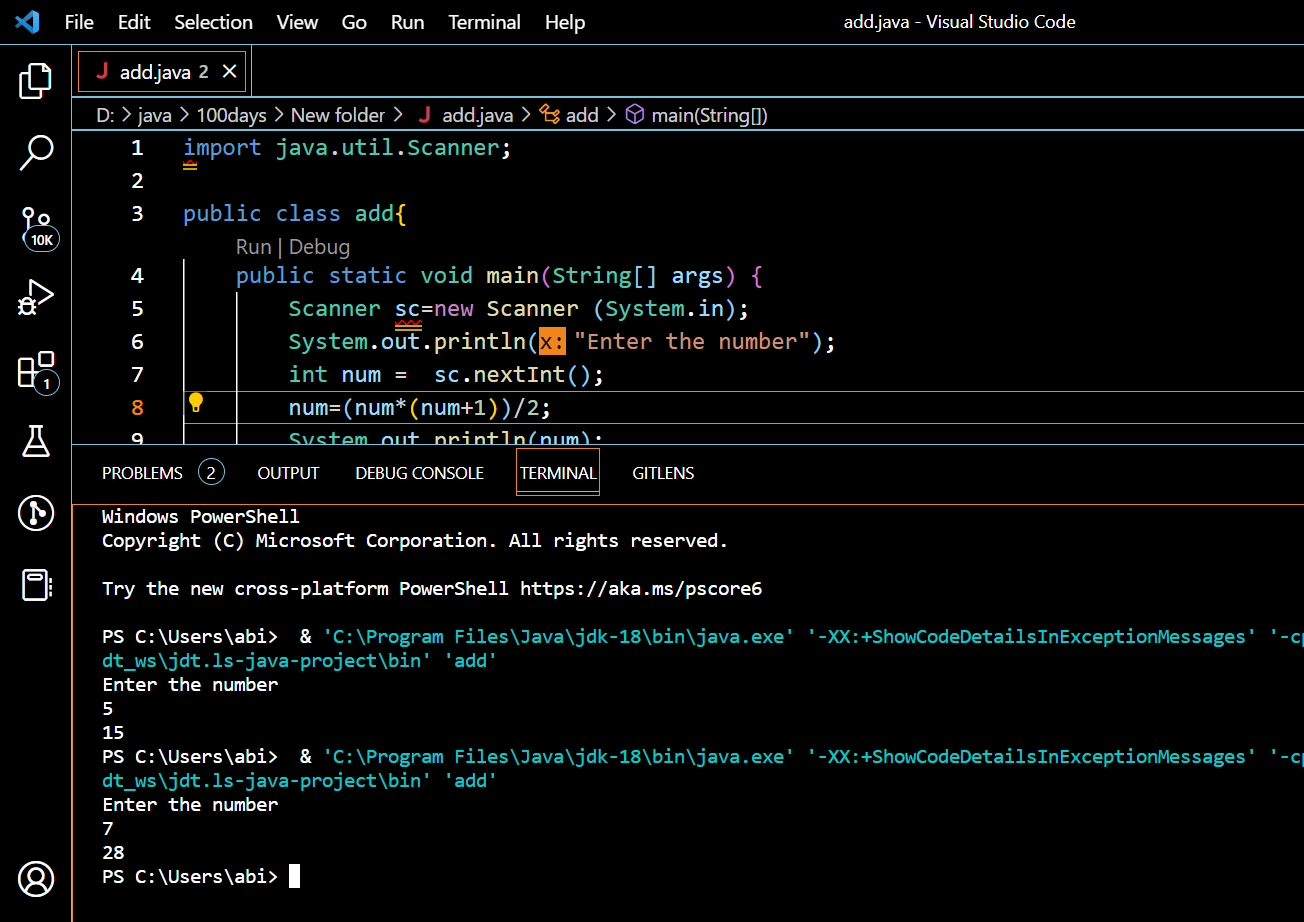 File Edit Selection View Go Run Terminal Help add.java - Visual Studio Code
add.java 2
D: > java > 100days > New folder > add.java > add > main(String[])
1 import java.util.Scanner;
2
3 public class add{
Run | Debug
4 public static void main(String[] args) {
5 Scanner sc=new Scanner (System.in);
6 System.out.println(x: "Enter the number");
7 int num =  sc.nextInt();
8 num=(num*(num+1))/2;
9 System.out.println(num);
10K
1
PROBLEMS 2 OUTPUT DEBUG CONSOLE TERMINAL GITLENS
Windows PowerShell
Copyright (C) Microsoft Corporation. All rights reserved.
Try the new cross-platform PowerShell https://aka.ms/pscore6
PS C:\Users\abi>  & 'C:\Program Files\Java\jdk-18\bin\java.exe' '-XX:+ShowCodeDetailsInExceptionMessages' '-cp
dt_ws\jdt.ls-java-project\bin' 'add'
Enter the number
5
15
PS C:\Users\abi>  & 'C:\Program Files\Java\jdk-18\bin\java.exe' '-XX:+ShowCodeDetailsInExceptionMessages' '-cp
dt_ws\jdt.ls-java-project\bin' 'add'
Enter the number
7
28
PS C:\Users\abi>